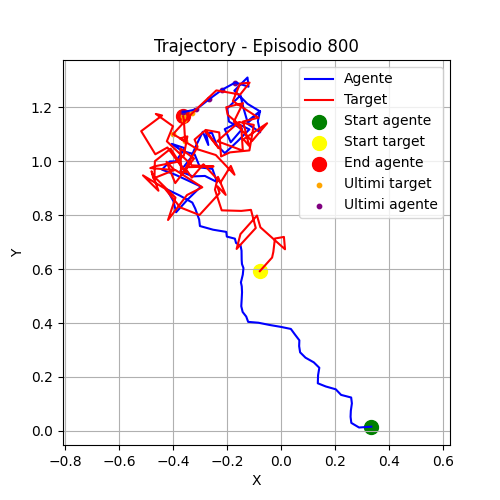 Trajectory - Episodio 800
Agente
Target
Start agente
Start target
End agente
Ultimi target
Ultimi agente
Y
1.2
1.0
0.8
0.6
0.4
0.2
0.0
−0.8 −0.6 −0.4 −0.2 0.0 0.2 0.4 0.6
X